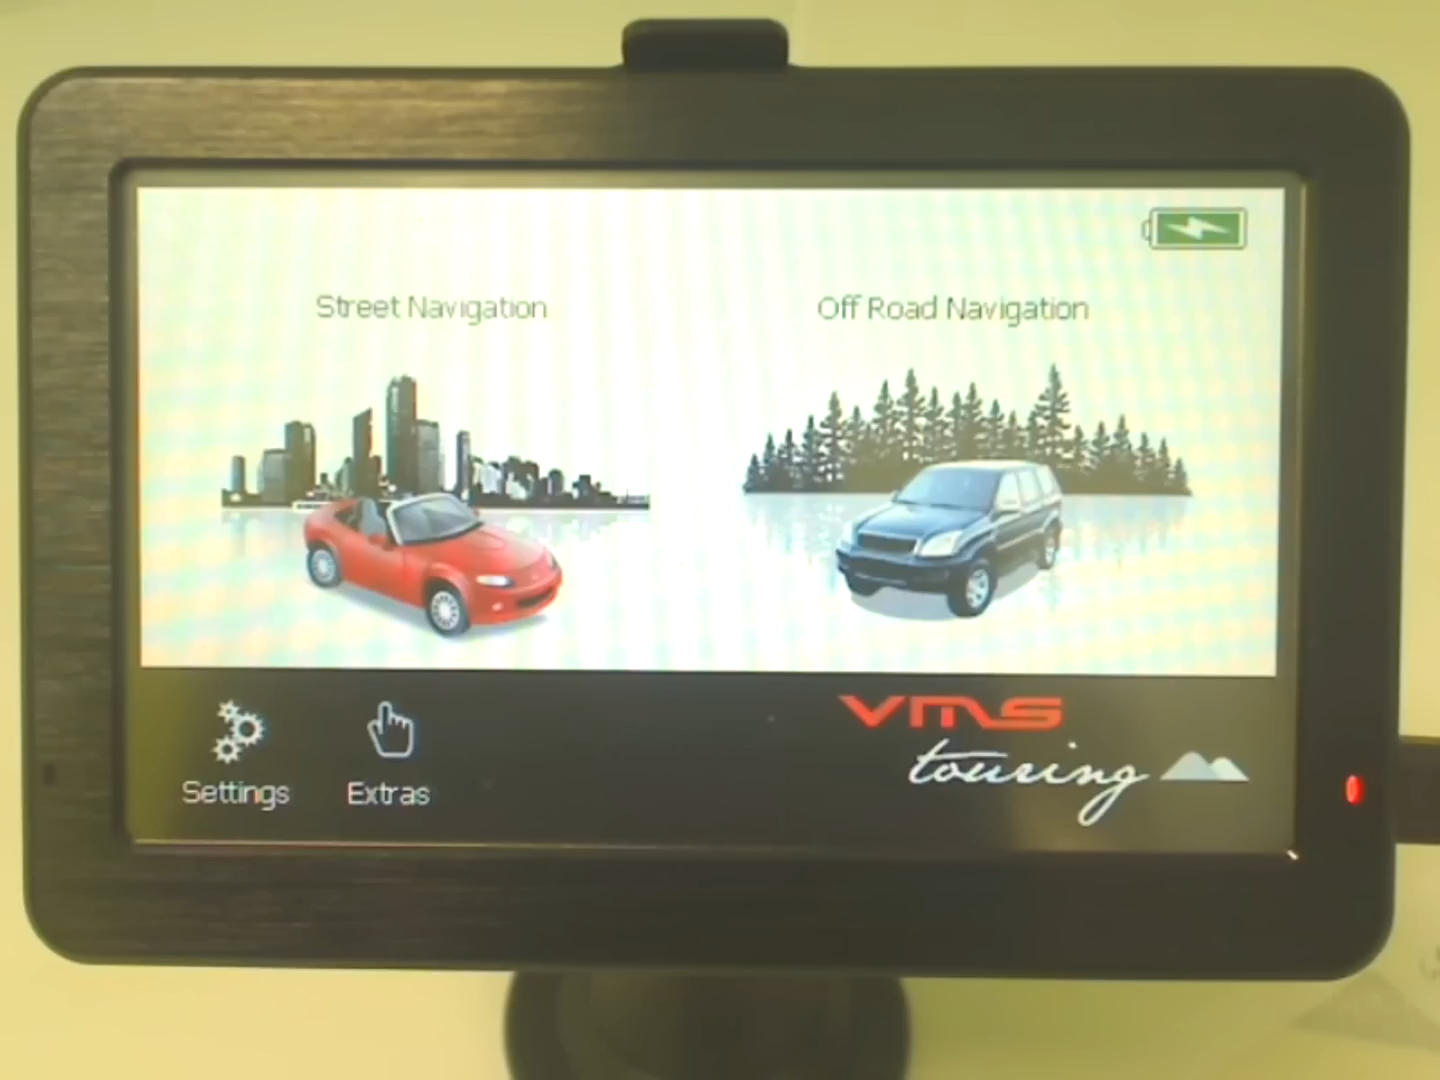 Street Navigation
Off Road Navigation
Settings
Extras
VMS
touring